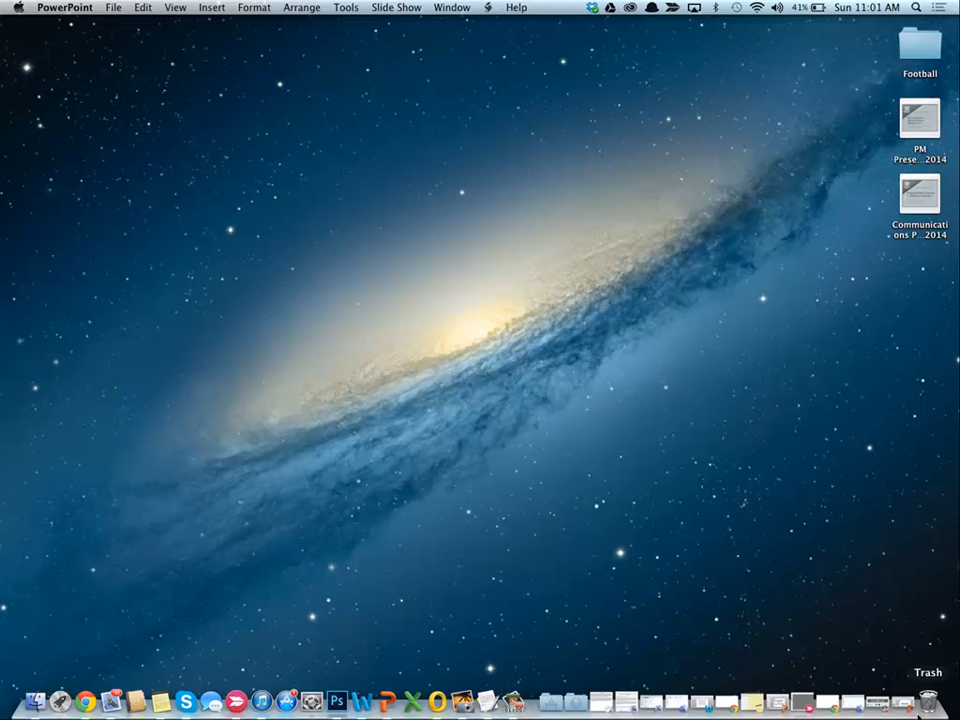 PowerPoint File Edit View Insert Format Arrange Tools Slide Show Window Help 41% Sun 11:01 AM
Football
PM
Prese...2014
Communicati
ons P...2014
Trash
Ps